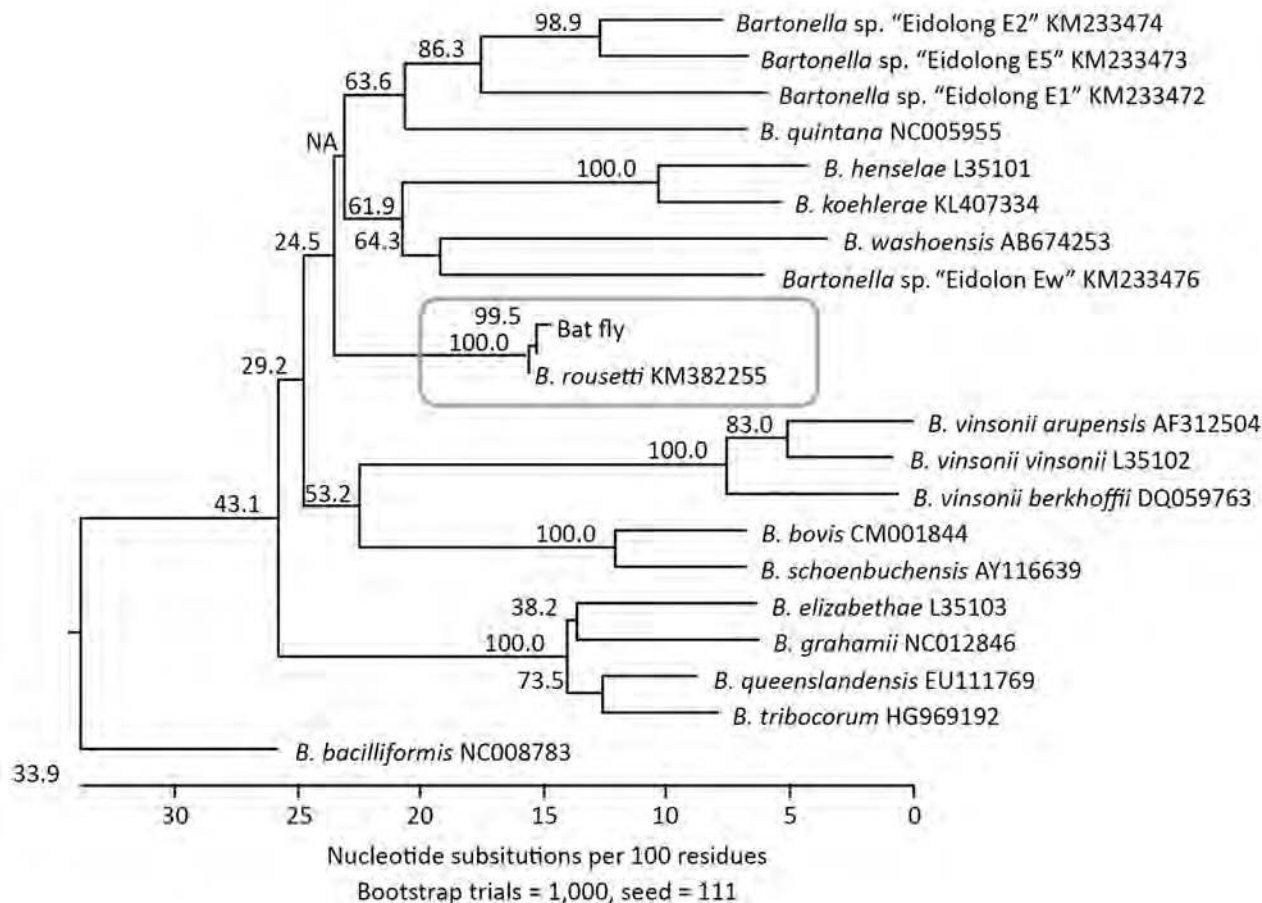 98.9
Bartonella sp. “Eidolong E2” KM233474
86.3
Bartonella sp. “Eidolong E5” KM233473
63.6
Bartonella sp. “Eidolong E1” KM233472
B. quintana NC005955
NA
100.0
B. henselae L35101
61.9
B. koehlerae KL407334
24.5
64.3
B. washoensis AB674253
Bartonella sp. “Eidolon Ew” KM233476
99.5
Bat fly
100.0
B. rousetti KM382255
29.2
83.0
B. vinsonii arupensis AF312504
100.0
B. vinsonii vinsonii L35102
43.1
53.2
B. vinsonii berkhoffii DQ059763
100.0
B. bovis CM001844
B. schoenbuchensis AY116639
38.2
B. elizabethae L35103
100.0
B. grahamii NC012846
73.5
B. queenslandensis EU111769
B. tribocorum HG969192
B. bacilliformis NC008783
33.9
30 25 20 15 10 5 0
Nucleotide subsitutions per 100 residues
Bootstrap trials = 1,000, seed = 111